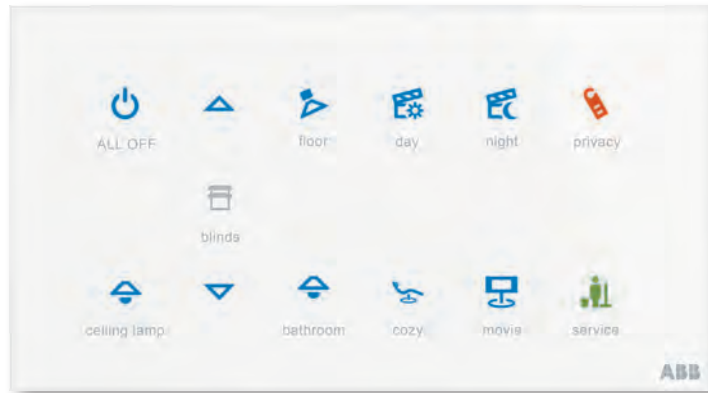 ALL OFF
floor
day
night
privacy
blinds
ceiling lamp
bathroom
cozy
movie
service
ABB